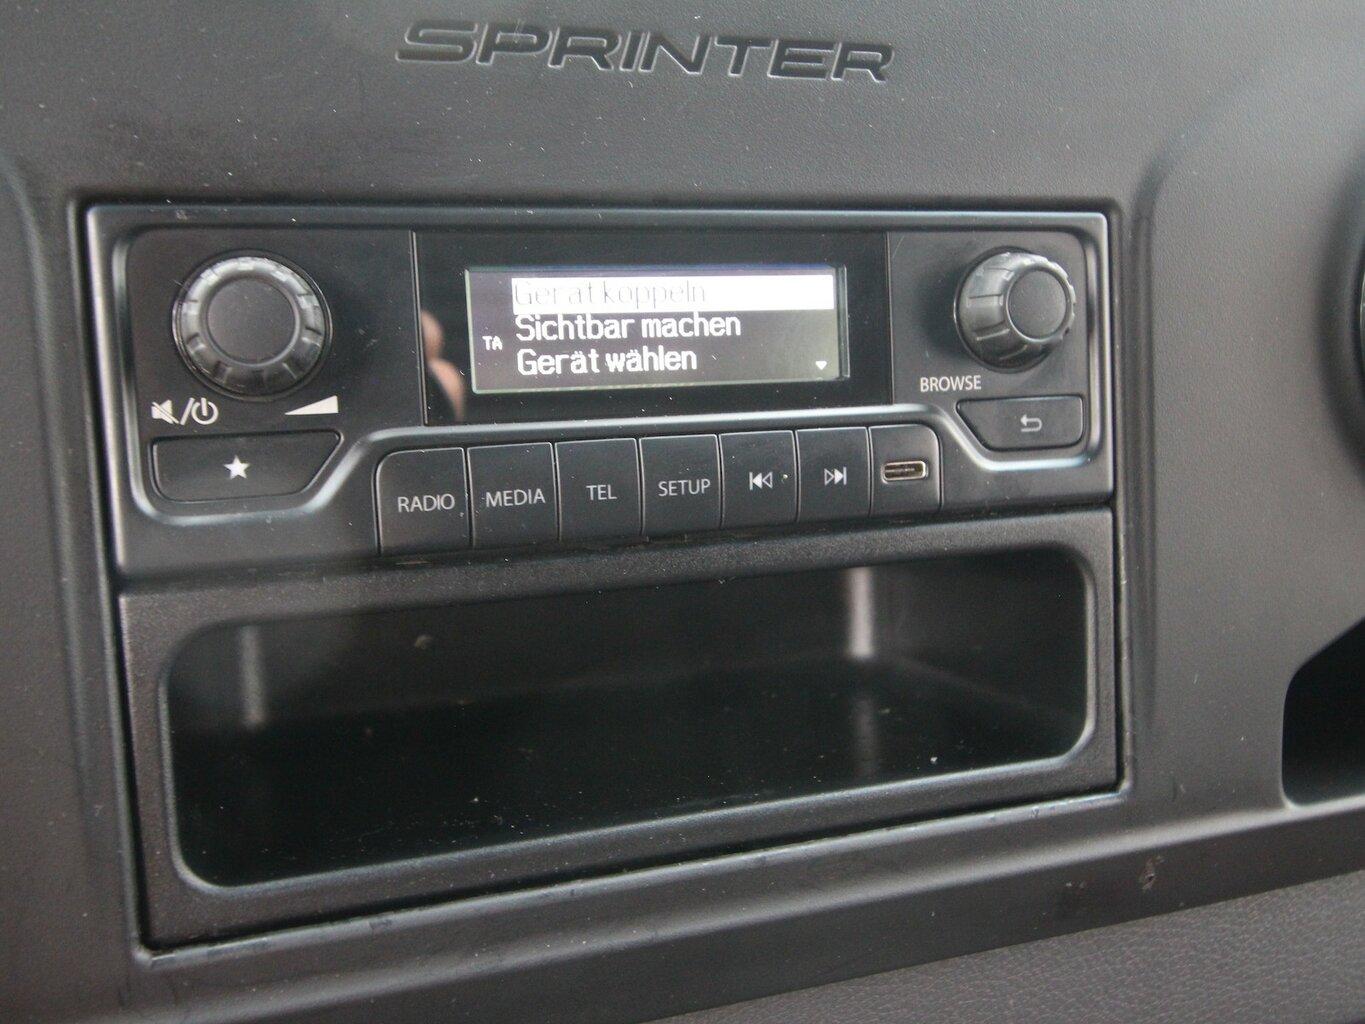 SPRINTER
Gerät koppeln
Sichtbar machen
TA
Gerät wählen
BROWSE
RADIO
MEDIA
TEL
SETUP